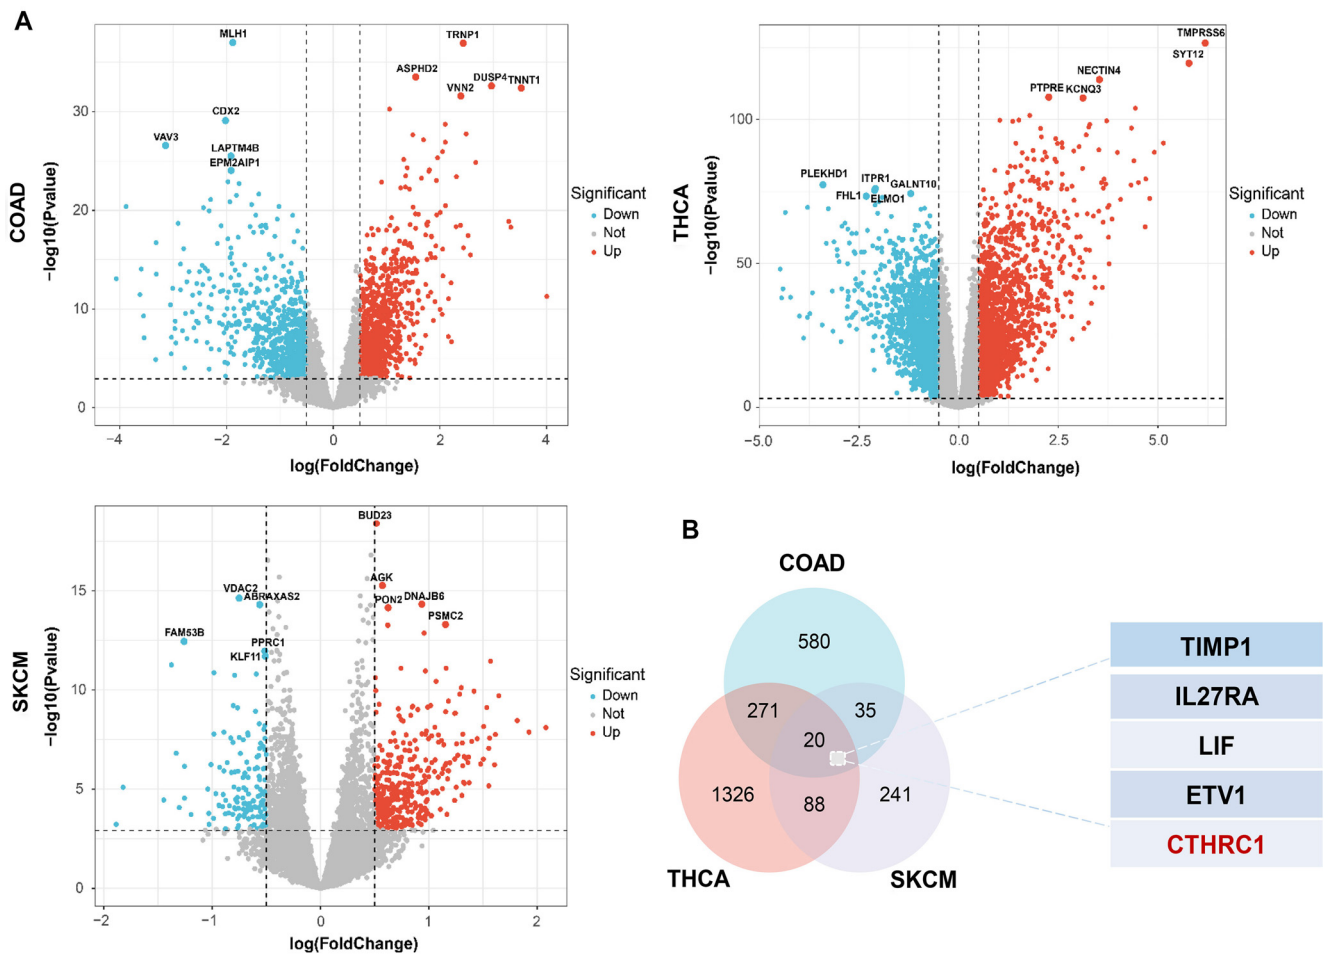 A
COAD
−log10(Pvalue)
30
20
10
0
MLH1
TRNP1
ASPHD2
DUSP4
TNNT1
VNN2
CDX2
VAV3
LAPTM4B
EPM2AIP1
−4
−2
0
2
4
log(FoldChange)
Significant
Down
Not
Up
THCA
−log10(Pvalue)
100
50
0
TMPRSS6
SYT12
NECTIN4
PTPRE
KCNQ3
PLEKHD1
ITPR1
GALNT10
FHL1
ELMO1
−5.0
−2.5
0.0
2.5
5.0
log(FoldChange)
Significant
Down
Not
Up
SKCM
−log10(Pvalue)
15
10
5
0
BUD23
AGK
VDAC2
ABRAXAS2
PON2
DNAJB6
PSMC2
FAM53B
PPRC1
KLF11
−2
−1
0
1
2
log(FoldChange)
Significant
Down
Not
Up
B
COAD
580
271
35
20
1326
88
241
THCA
SKCM
TIMP1
IL27RA
LIF
ETV1
CTHRC1